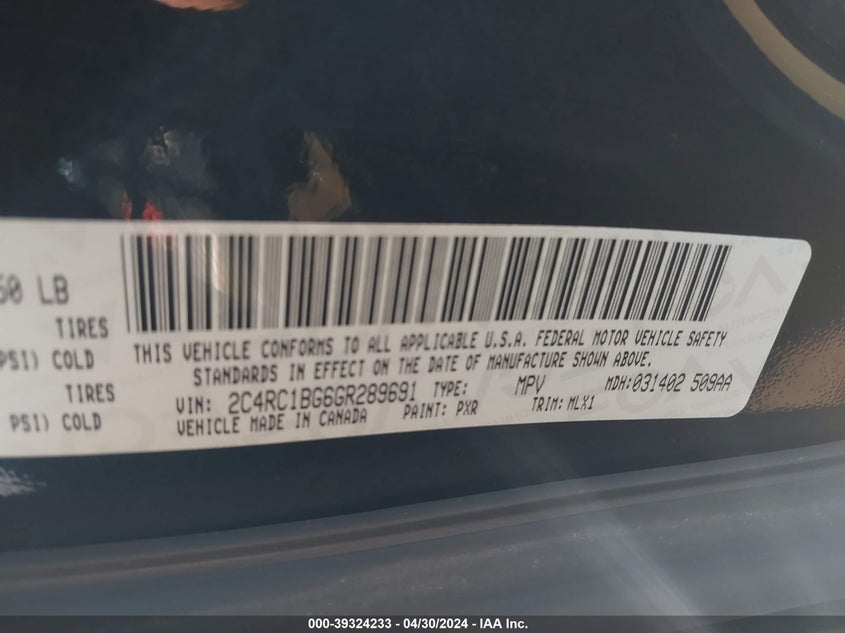 60 LB
TIRES
PSI) COLD
TIRES
PSI) COLD
THIS VEHICLE CONFORMS TO ALL APPLICABLE U.S.A. FEDERAL MOTOR VEHICLE SAFETY
STANDARDS IN EFFECT ON THE DATE OF MANUFACTURE SHOWN ABOVE.
VIN: 2C4RC1BG6GR289691 TYPE: MPV MDH: 031402 509AA
VEHICLE MADE IN CANADA PAINT: PXR TRIM: MLX1
000-39324233 - 04/30/2024 - IAA Inc.